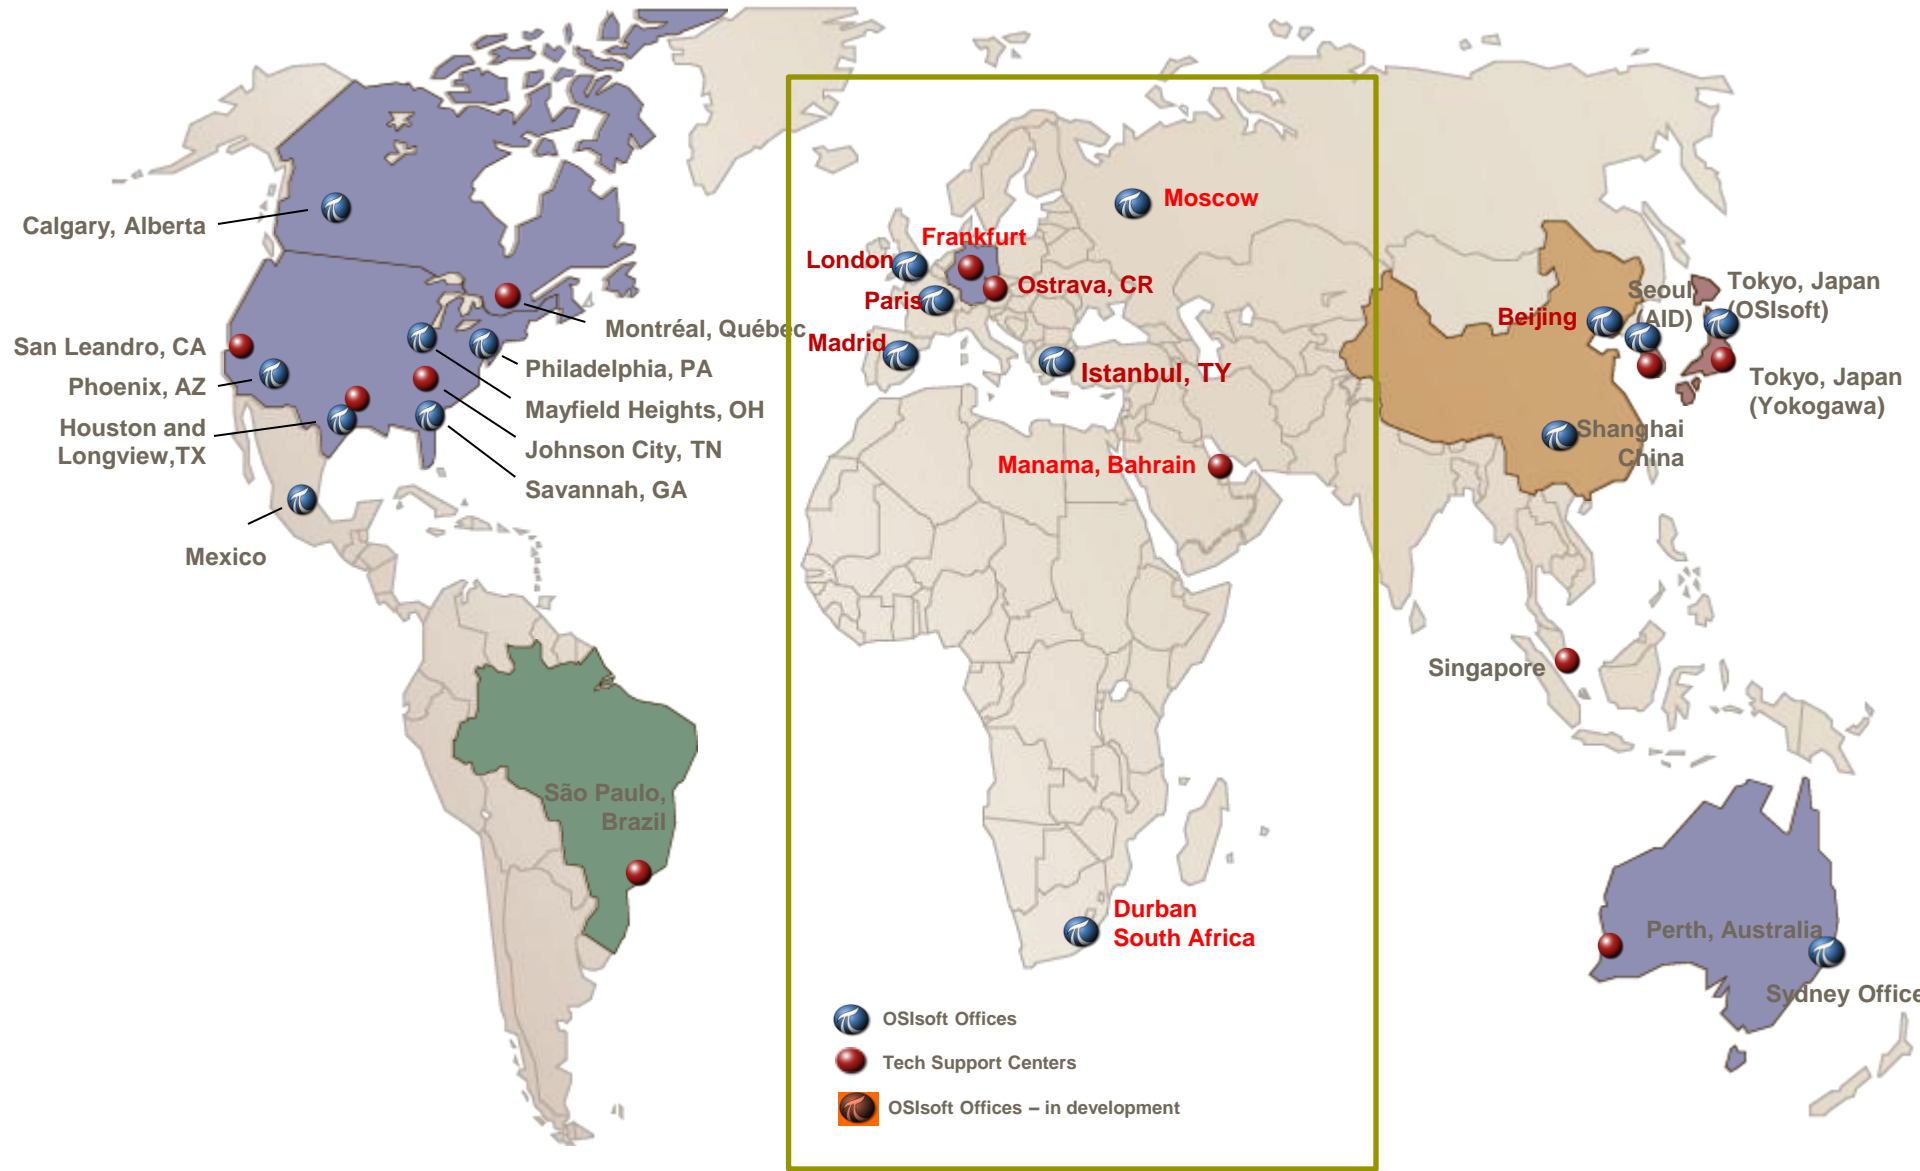 Calgary, Alberta
San Leandro, CA
Phoenix, AZ
Houston and
Longview,TX
Mexico
Montréal, Québec
Philadelphia, PA
Mayfield Heights, OH
Johnson City, TN
Savannah, GA
São Paulo,
Brazil
Moscow
Frankfurt
London
Ostrava, CR
Paris
Madrid
Istanbul, TY
Manama, Bahrain
Durban
South Africa
Beijing
Seoul
(AID)
Tokyo, Japan
(OSIsoft)
Tokyo, Japan
(Yokogawa)
Shanghai
China
Singapore
Perth, Australia
Sydney Office
OSIsoft Offices
Tech Support Centers
OSIsoft Offices – in development